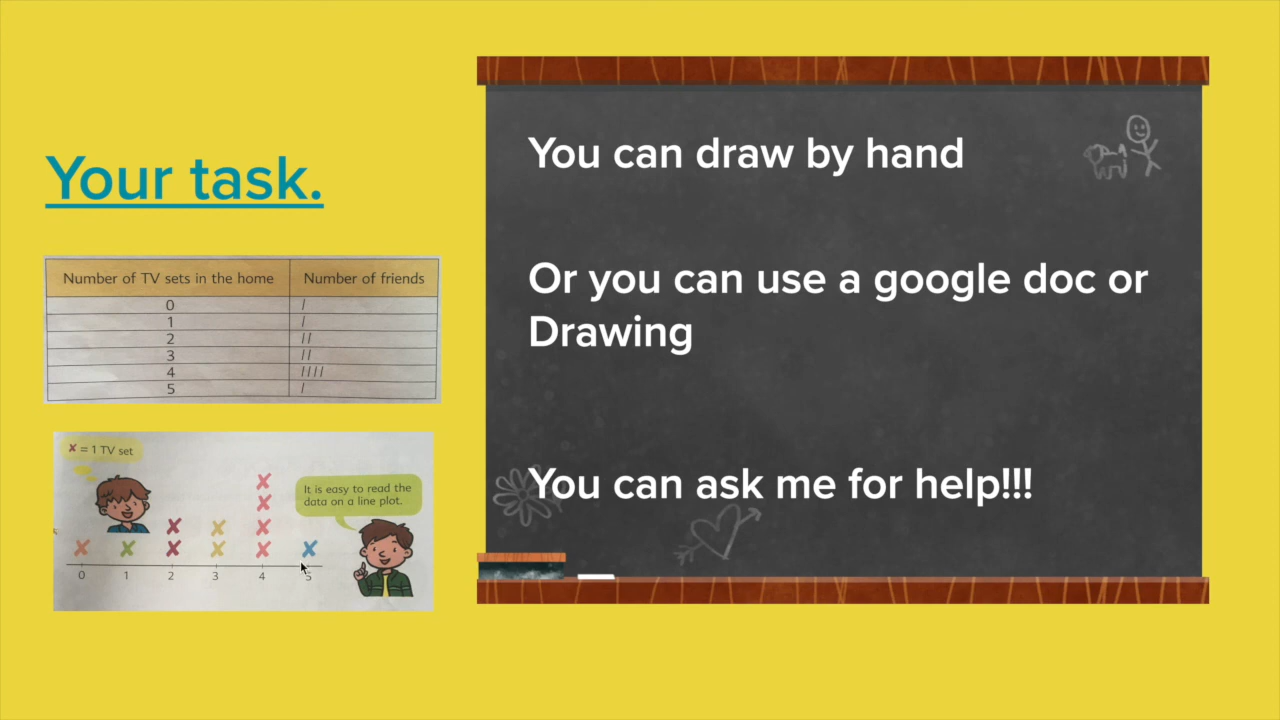 Your task.
Number of TV sets in the home Number of friends
0 /
1 /
2 //
3 //
4 ////
5 /
✘ = 1 TV set
It is easy to read the
data on a line plot.
0 1 2 3 4 5
You can draw by hand
Or you can use a google doc or
Drawing
You can ask me for help!!!